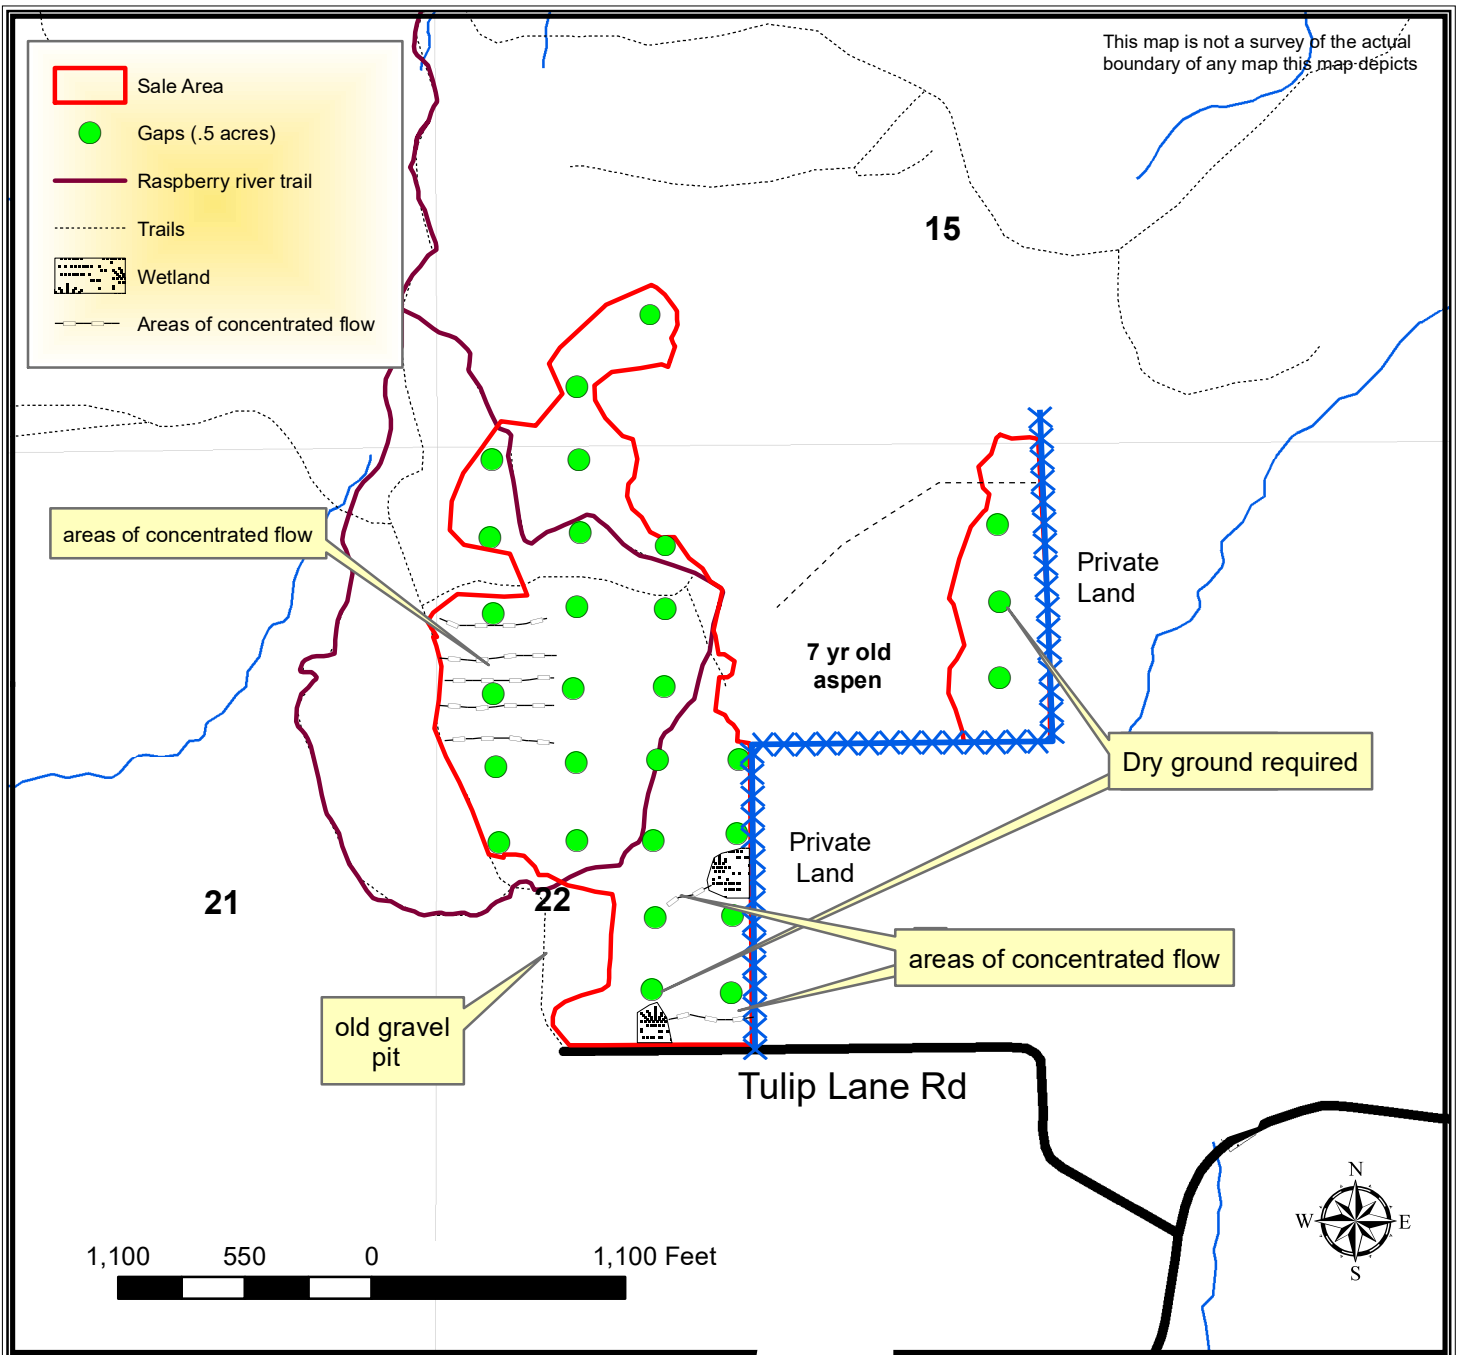 This map is not a survey of the actual
boundary of any map this map depicts
Sale Area
Gaps (.5 acres)
Raspberry river trail
Trails
Wetland
Areas of concentrated flow
15
areas of concentrated flow
Private
Land
7 yr old
aspen
Dry ground required
Private
Land
21
22
areas of concentrated flow
old gravel
pit
Tulip Lane Rd
N
W
E
S
1,100
550
0
1,100 Feet